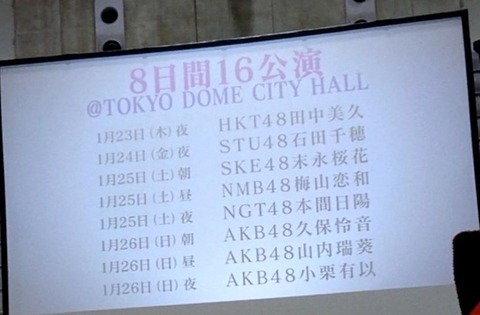 8日間16公演
@TOKYO DOME CITY HALL
1月23日(木)夜 HKT48田中美久
1月24日(金)夜 STU48石田千穂
1月25日(土)朝 SKE48末永桜花
1月25日(土)昼 NMB48梅山恋和
1月25日(土)夜 NGT48本間日陽
1月26日(日)朝 AKB48久保怜音
1月26日(日)昼 AKB48山内瑞葵
1月26日(日)夜 AKB48小栗有以